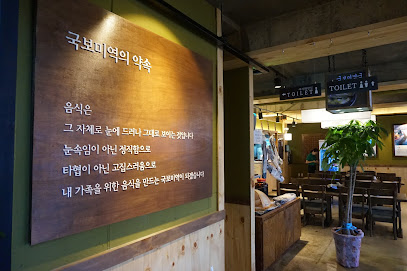 국보미역의 약속
음식은
그 자체로 눈에 드러나 그대로 보이는 것입니다
눈속임이 아닌 정직함으로
타협이 아닌 고집스러움으로
내 가족을 위한 음식을 만드는 국보미역이 되겠습니다
TOILET
TOILET